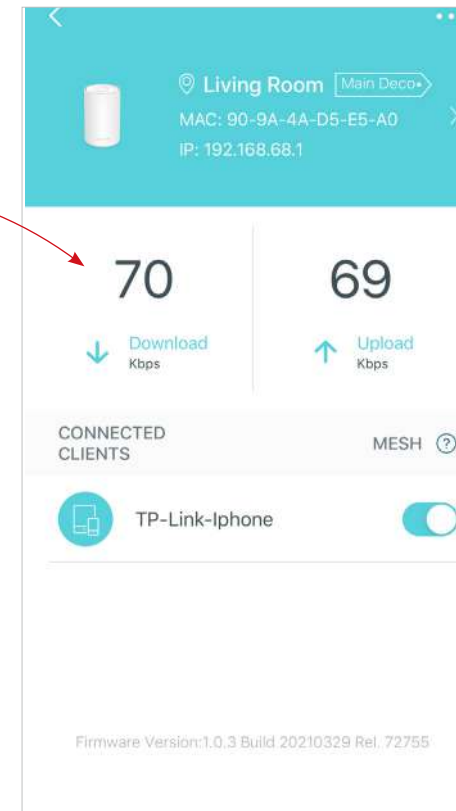 Living Room Main Deco
MAC: 90-9A-4A-D5-E5-A0
IP: 192.168.68.1
70 69
Download Upload
Kbps Kbps
CONNECTED
CLIENTS
MESH ?
TP-Link-Iphone
Firmware Version:1.0.3 Build 20210329 Rel. 72755